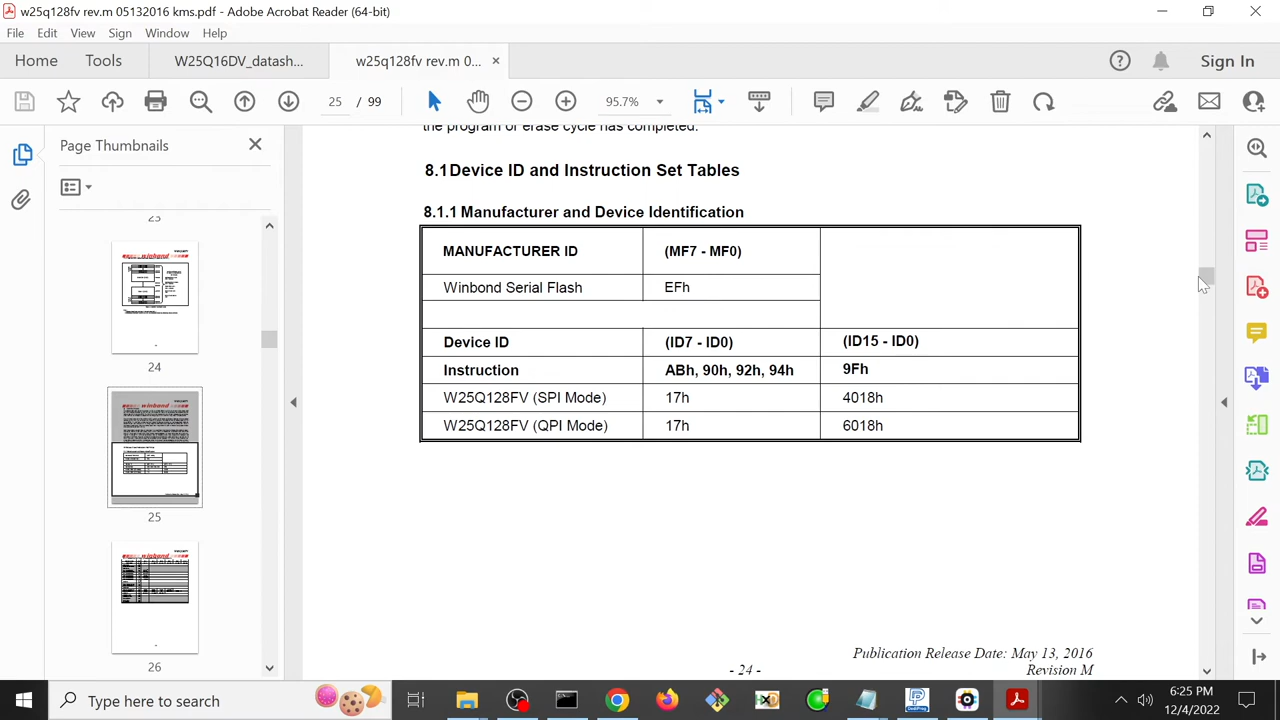 w25q128fv rev.m 05132016 kms.pdf - Adobe Acrobat Reader (64-bit)
File Edit View Sign Window Help
Home Tools W25Q16DV_datash... w25q128fv rev.m 0... × Sign In
25 / 99 95.7%
Page Thumbnails
23
24
25
26
the program or erase cycle has completed.
8.1Device ID and Instruction Set Tables
8.1.1 Manufacturer and Device Identification
MANUFACTURER ID (MF7 - MF0)
Winbond Serial Flash EFh
Device ID (ID7 - ID0) (ID15 - ID0)
Instruction ABh, 90h, 92h, 94h 9Fh
W25Q128FV (SPI Mode) 17h 4018h
W25Q128FV (QPI Mode) 17h 6018h
Publication Release Date: May 13, 2016
- 24 - Revision M
Type here to search
6:25 PM
12/4/2022